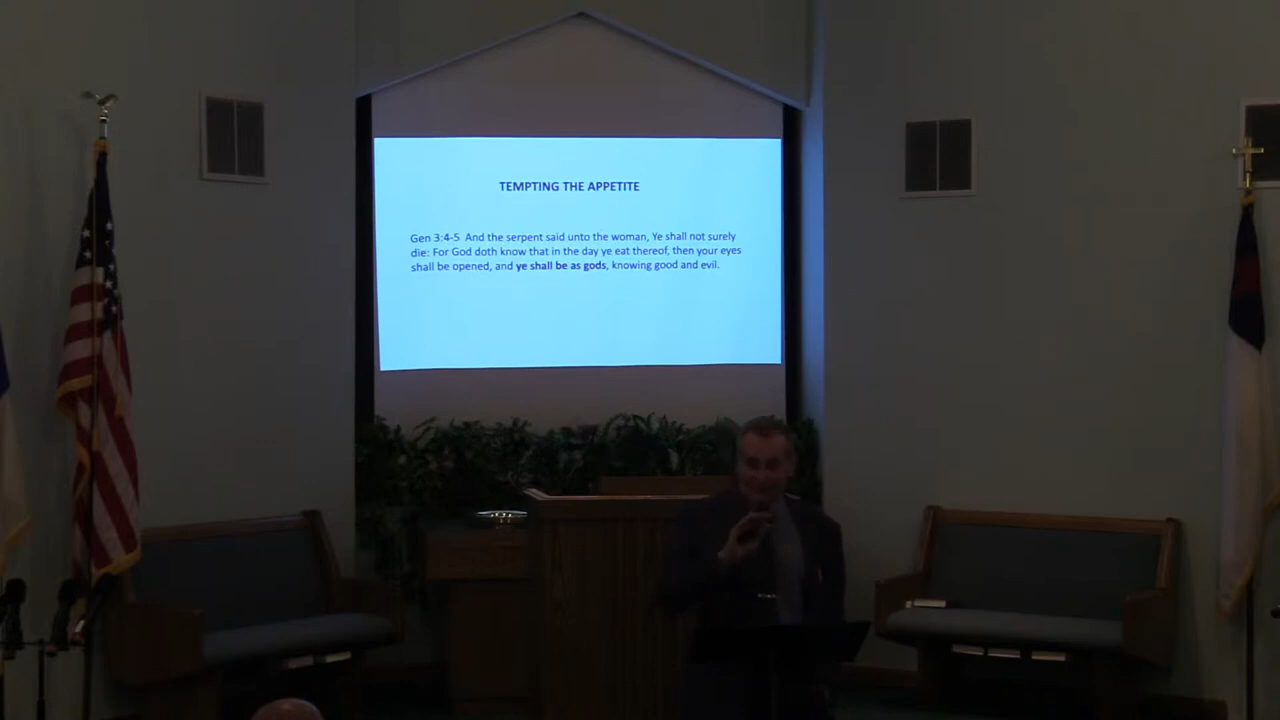 TEMPTING THE APPETITE
Gen 3:4-5 And the serpent said unto the woman, Ye shall not surely
die: For God doth know that in the day ye eat thereof, then your eyes
shall be opened, and ye shall be as gods, knowing good and evil.